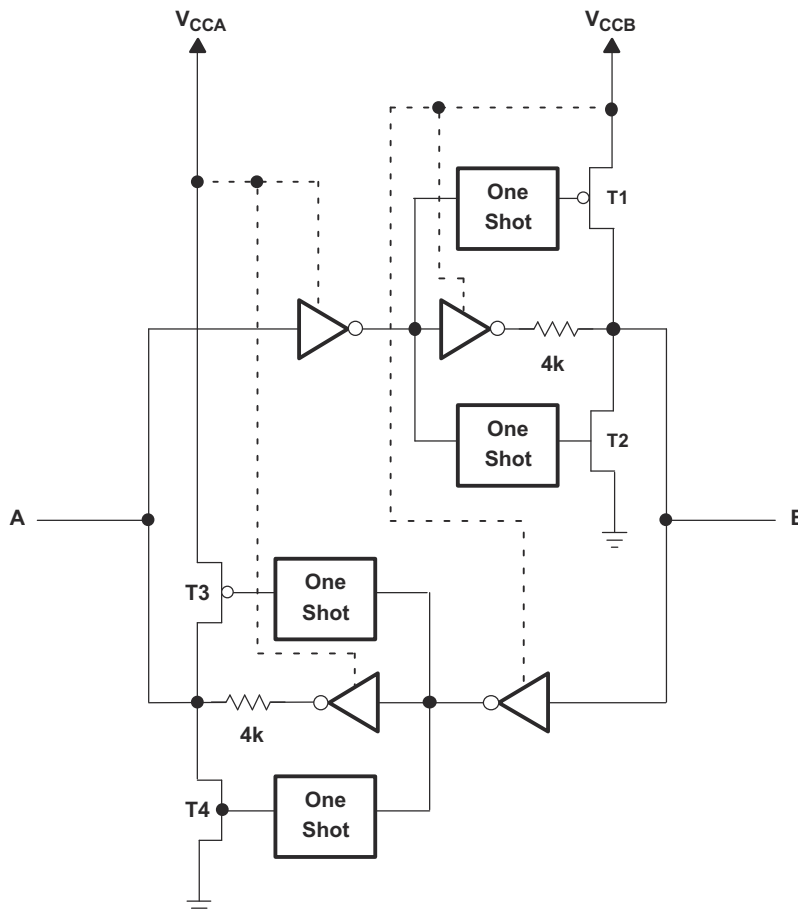 VCCA
VCCB
One
Shot
T1
4k
One
Shot
T2
A
B
T3
One
Shot
4k
T4
One
Shot